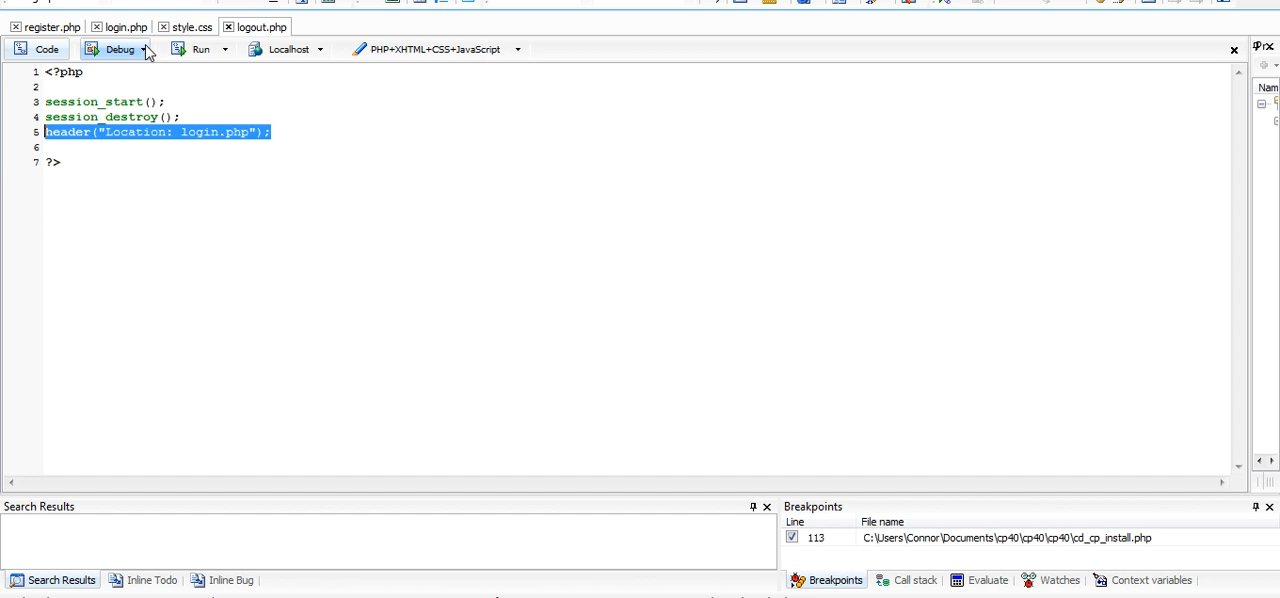 register.php login.php style.css logout.php
Code Debug Run Localhost PHP+XHTML+CSS+JavaScript
1 <?php
2
3 session_start();
4 session_destroy();
5 header("Location: login.php");
6
7 ?>
Nam
Search Results
Breakpoints
Line File name
113 C:\Users\Connor\Documents\cp40\cp40\cp40\cd_cp_install.php
Search Results Inline Todo Inline Bug
Breakpoints Call stack Evaluate Watches Context variables